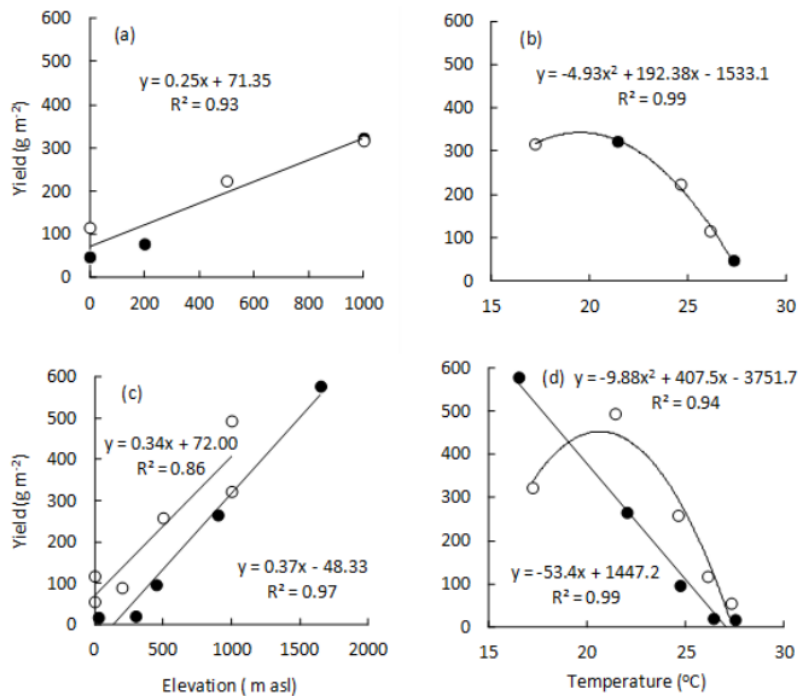 (a)
y = 0.25x + 71.35
R² = 0.93
Yield (g m⁻²)
600
500
400
300
200
100
0
0 200 400 600 800 1000
(b)
y = -4.93x² + 192.38x - 1533.1
R² = 0.99
600
500
400
300
200
100
0
15 20 25 30
(c)
y = 0.34x + 72.00
R² = 0.86
y = 0.37x - 48.33
R² = 0.97
Yield (g m⁻²)
600
500
400
300
200
100
0
0 500 1000 1500 2000
Elevation ( m asl)
(d) y = -9.88x² + 407.5x - 3751.7
R² = 0.94
y = -53.4x + 1447.2
R² = 0.99
600
500
400
300
200
100
0
15 20 25 30
Temperature (°C)